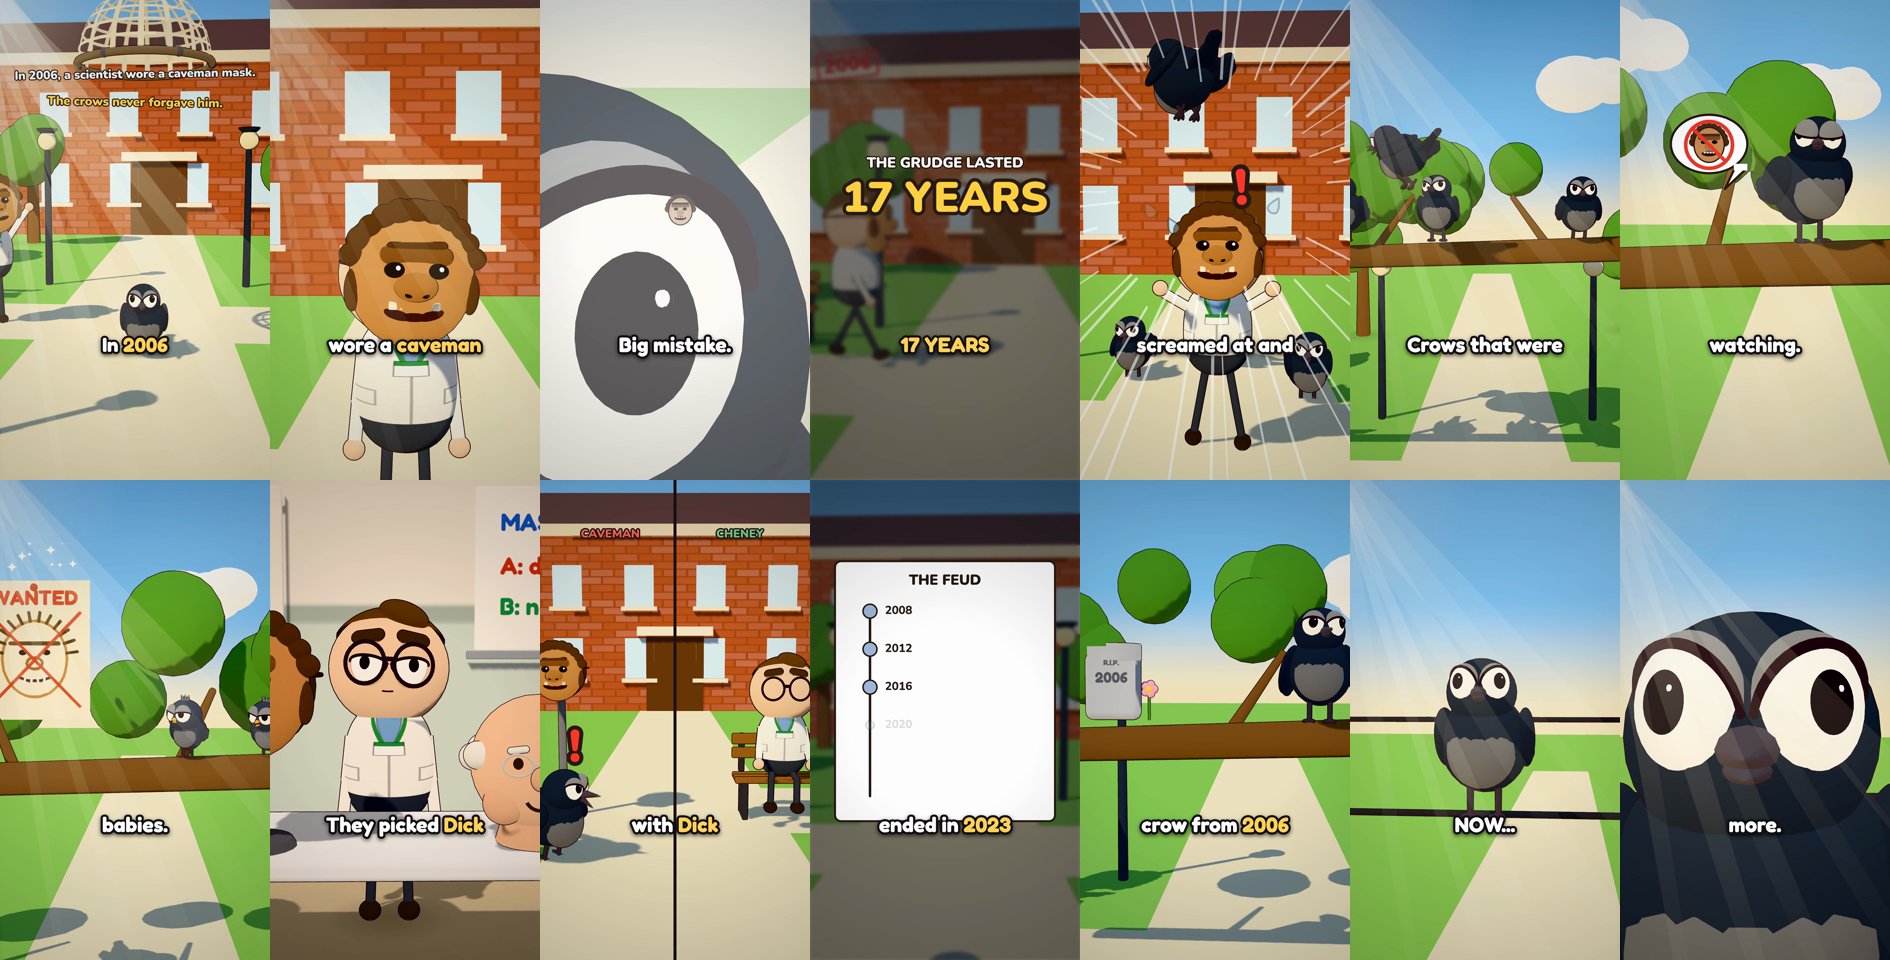 In 2006, a scientist wore a caveman mask.
The crows never forgave him.
In 2006
wore a caveman
Big mistake.
2006
THE GRUDGE LASTED
17 YEARS
17 YEARS
screamed at and
Crows that were
watching.
WANTED
babies.
MAS
A: d
B: n
They picked Dick
CAVEMAN
CHENEY
with Dick
THE FEUD
2008
2012
2016
2020
ended in 2023
R.I.P.
2006
crow from 2006
NOW...
more.